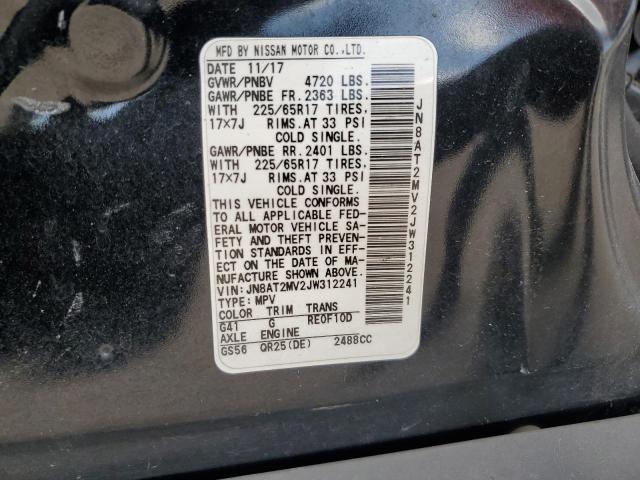 MFD BY NISSAN MOTOR CO.,LTD.
DATE 11/17
GVWR/PNBV 4720 LBS.
GAWR/PNBE FR. 2363 LBS.
WITH 225/65R17 TIRES.
17×7J RIMS. AT 33 PSI
COLD SINGLE.
GAWR/PNBE RR. 2401 LBS.
WITH 225/65R17 TIRES.
17×7J RIMS. AT 33 PSI
COLD SINGLE.
THIS VEHICLE CONFORMS
TO ALL APPLICABLE FED-
ERAL MOTOR VEHICLE SA-
FETY AND THEFT PREVEN-
TION STANDARDS IN EFF-
ECT ON THE DATE OF MA-
NUFACTURE SHOWN ABOVE.
VIN: JN8AT2MV2JW312241
TYPE: MPV
COLOR TRIM TRANS
G41 G RE0F10D
AXLE ENGINE
GS56 QR25(DE) 2488CC
JN8AT2MV2JW312241